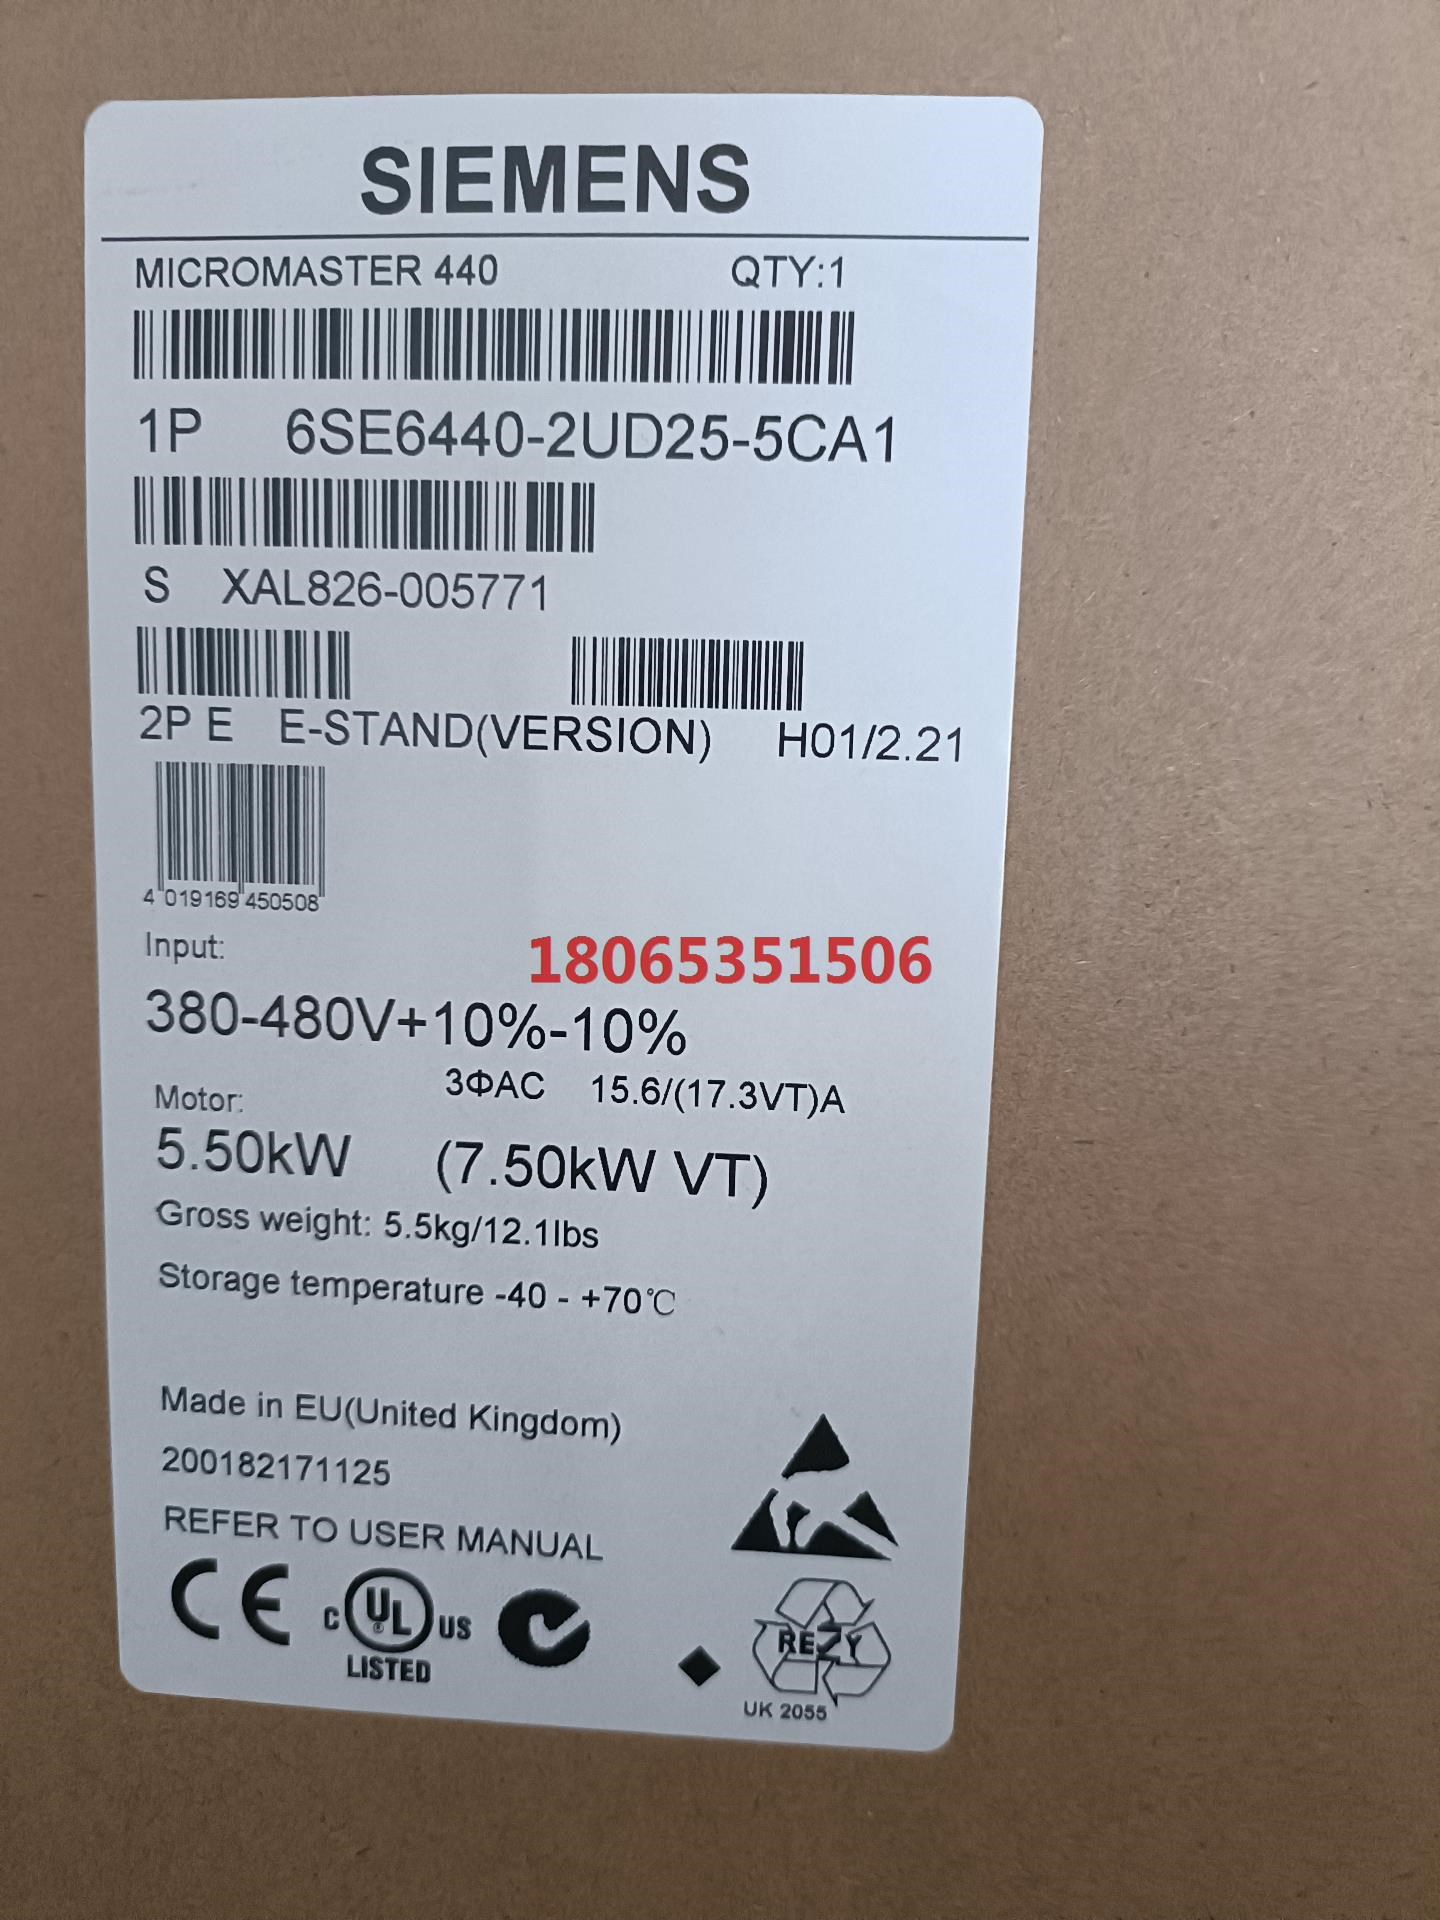 SIEMENS
MICROMASTER 440 QTY:1
1P 6SE6440-2UD25-5CA1
S XAL826-005771
2P E E-STAND(VERSION) H01/2.21
4 019169 450508
Input: 18065351506
380-480V+10%-10%
3ΦAC 15.6/(17.3VT)A
Motor:
5.50kW (7.50kW VT)
Gross weight: 5.5kg/12.1lbs
Storage temperature -40 - +70℃
Made in EU(United Kingdom)
200182171125
REFER TO USER MANUAL
CE C UL ® US LISTED
RE2Y
UK 2055